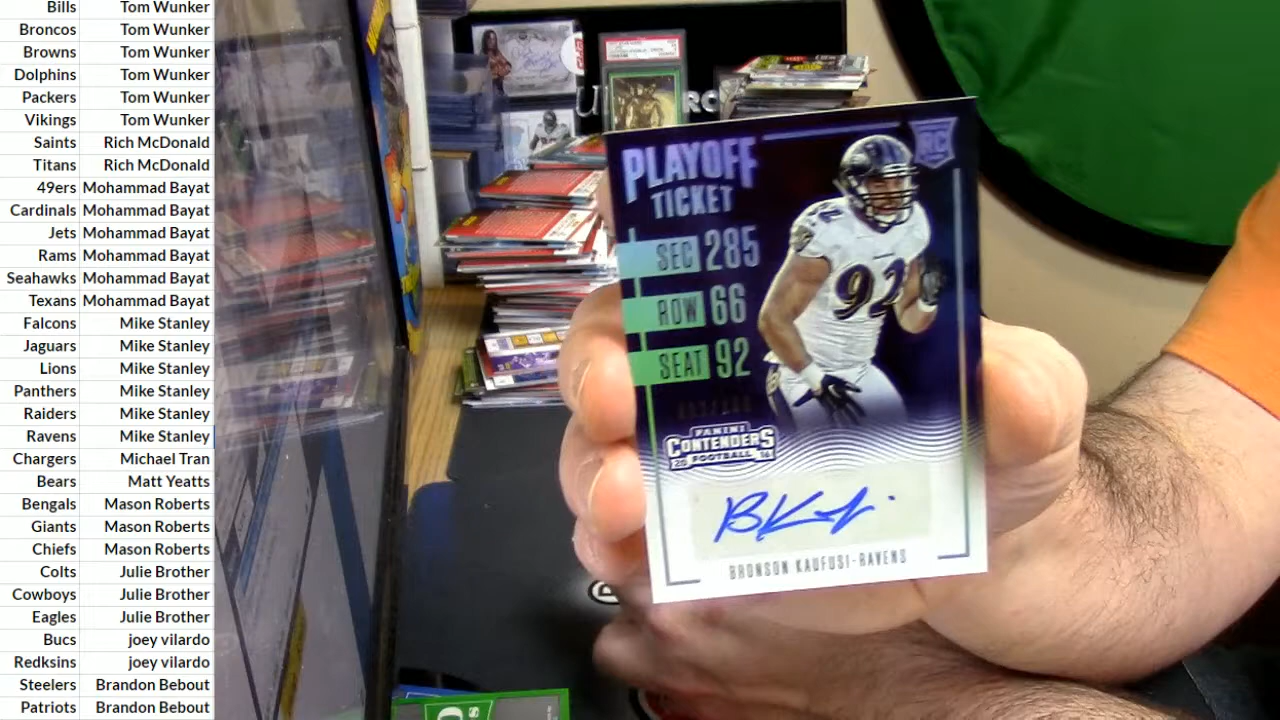 Bills Tom Wunker
Broncos Tom Wunker
Browns Tom Wunker
Dolphins Tom Wunker
Packers Tom Wunker
Vikings Tom Wunker
Saints Rich McDonald
Titans Rich McDonald
49ers Mohammad Bayat
Cardinals Mohammad Bayat
Jets Mohammad Bayat
Rams Mohammad Bayat
Seahawks Mohammad Bayat
Texans Mohammad Bayat
Falcons Mike Stanley
Jaguars Mike Stanley
Lions Mike Stanley
Panthers Mike Stanley
Raiders Mike Stanley
Ravens Mike Stanley
Chargers Michael Tran
Bears Matt Yeatts
Bengals Mason Roberts
Giants Mason Roberts
Chiefs Mason Roberts
Colts Julie Brother
Cowboys Julie Brother
Eagles Julie Brother
Bucs joey vilardo
Redksins joey vilardo
Steelers Brandon Bebout
Patriots Brandon Bebout
RC
PLAYOFF
TICKET
SEC 285
ROW 66
SEAT 92
92
PANINI
CONTENDERS
20 FOOTBALL 16
BRONSON KAUFUSI-RAVENS